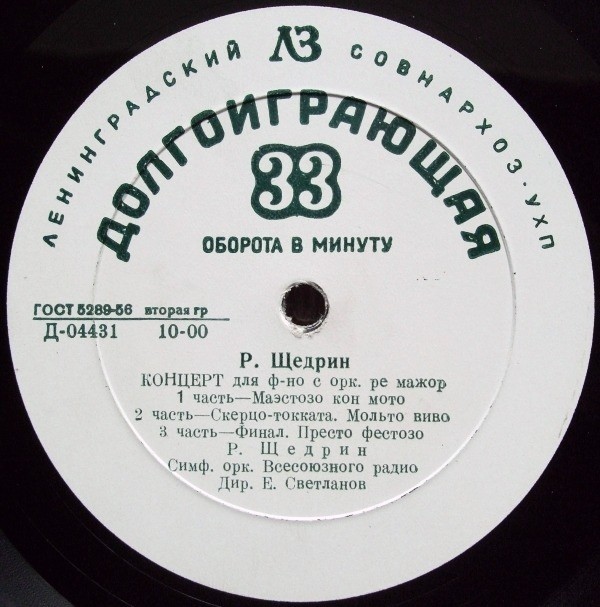 ЛЕНИНГРАДСКИЙ ЛЗ СОВНАРХОЗ·УХП
ДОЛГОИГРАЮЩАЯ
33
ОБОРОТА В МИНУТУ
ГОСТ 5289-56 вторая гр
Д-04431 10-00
Р. Щедрин
КОНЦЕРТ для ф-но с орк. ре мажор
1 часть—Маэстозо кон мото
2 часть—Скерцо-токката. Мольто виво
3 часть—Финал. Престо фестозо
Р. Щедрин
Симф. орк. Всесоюзного радио
Дир. Е. Светланов